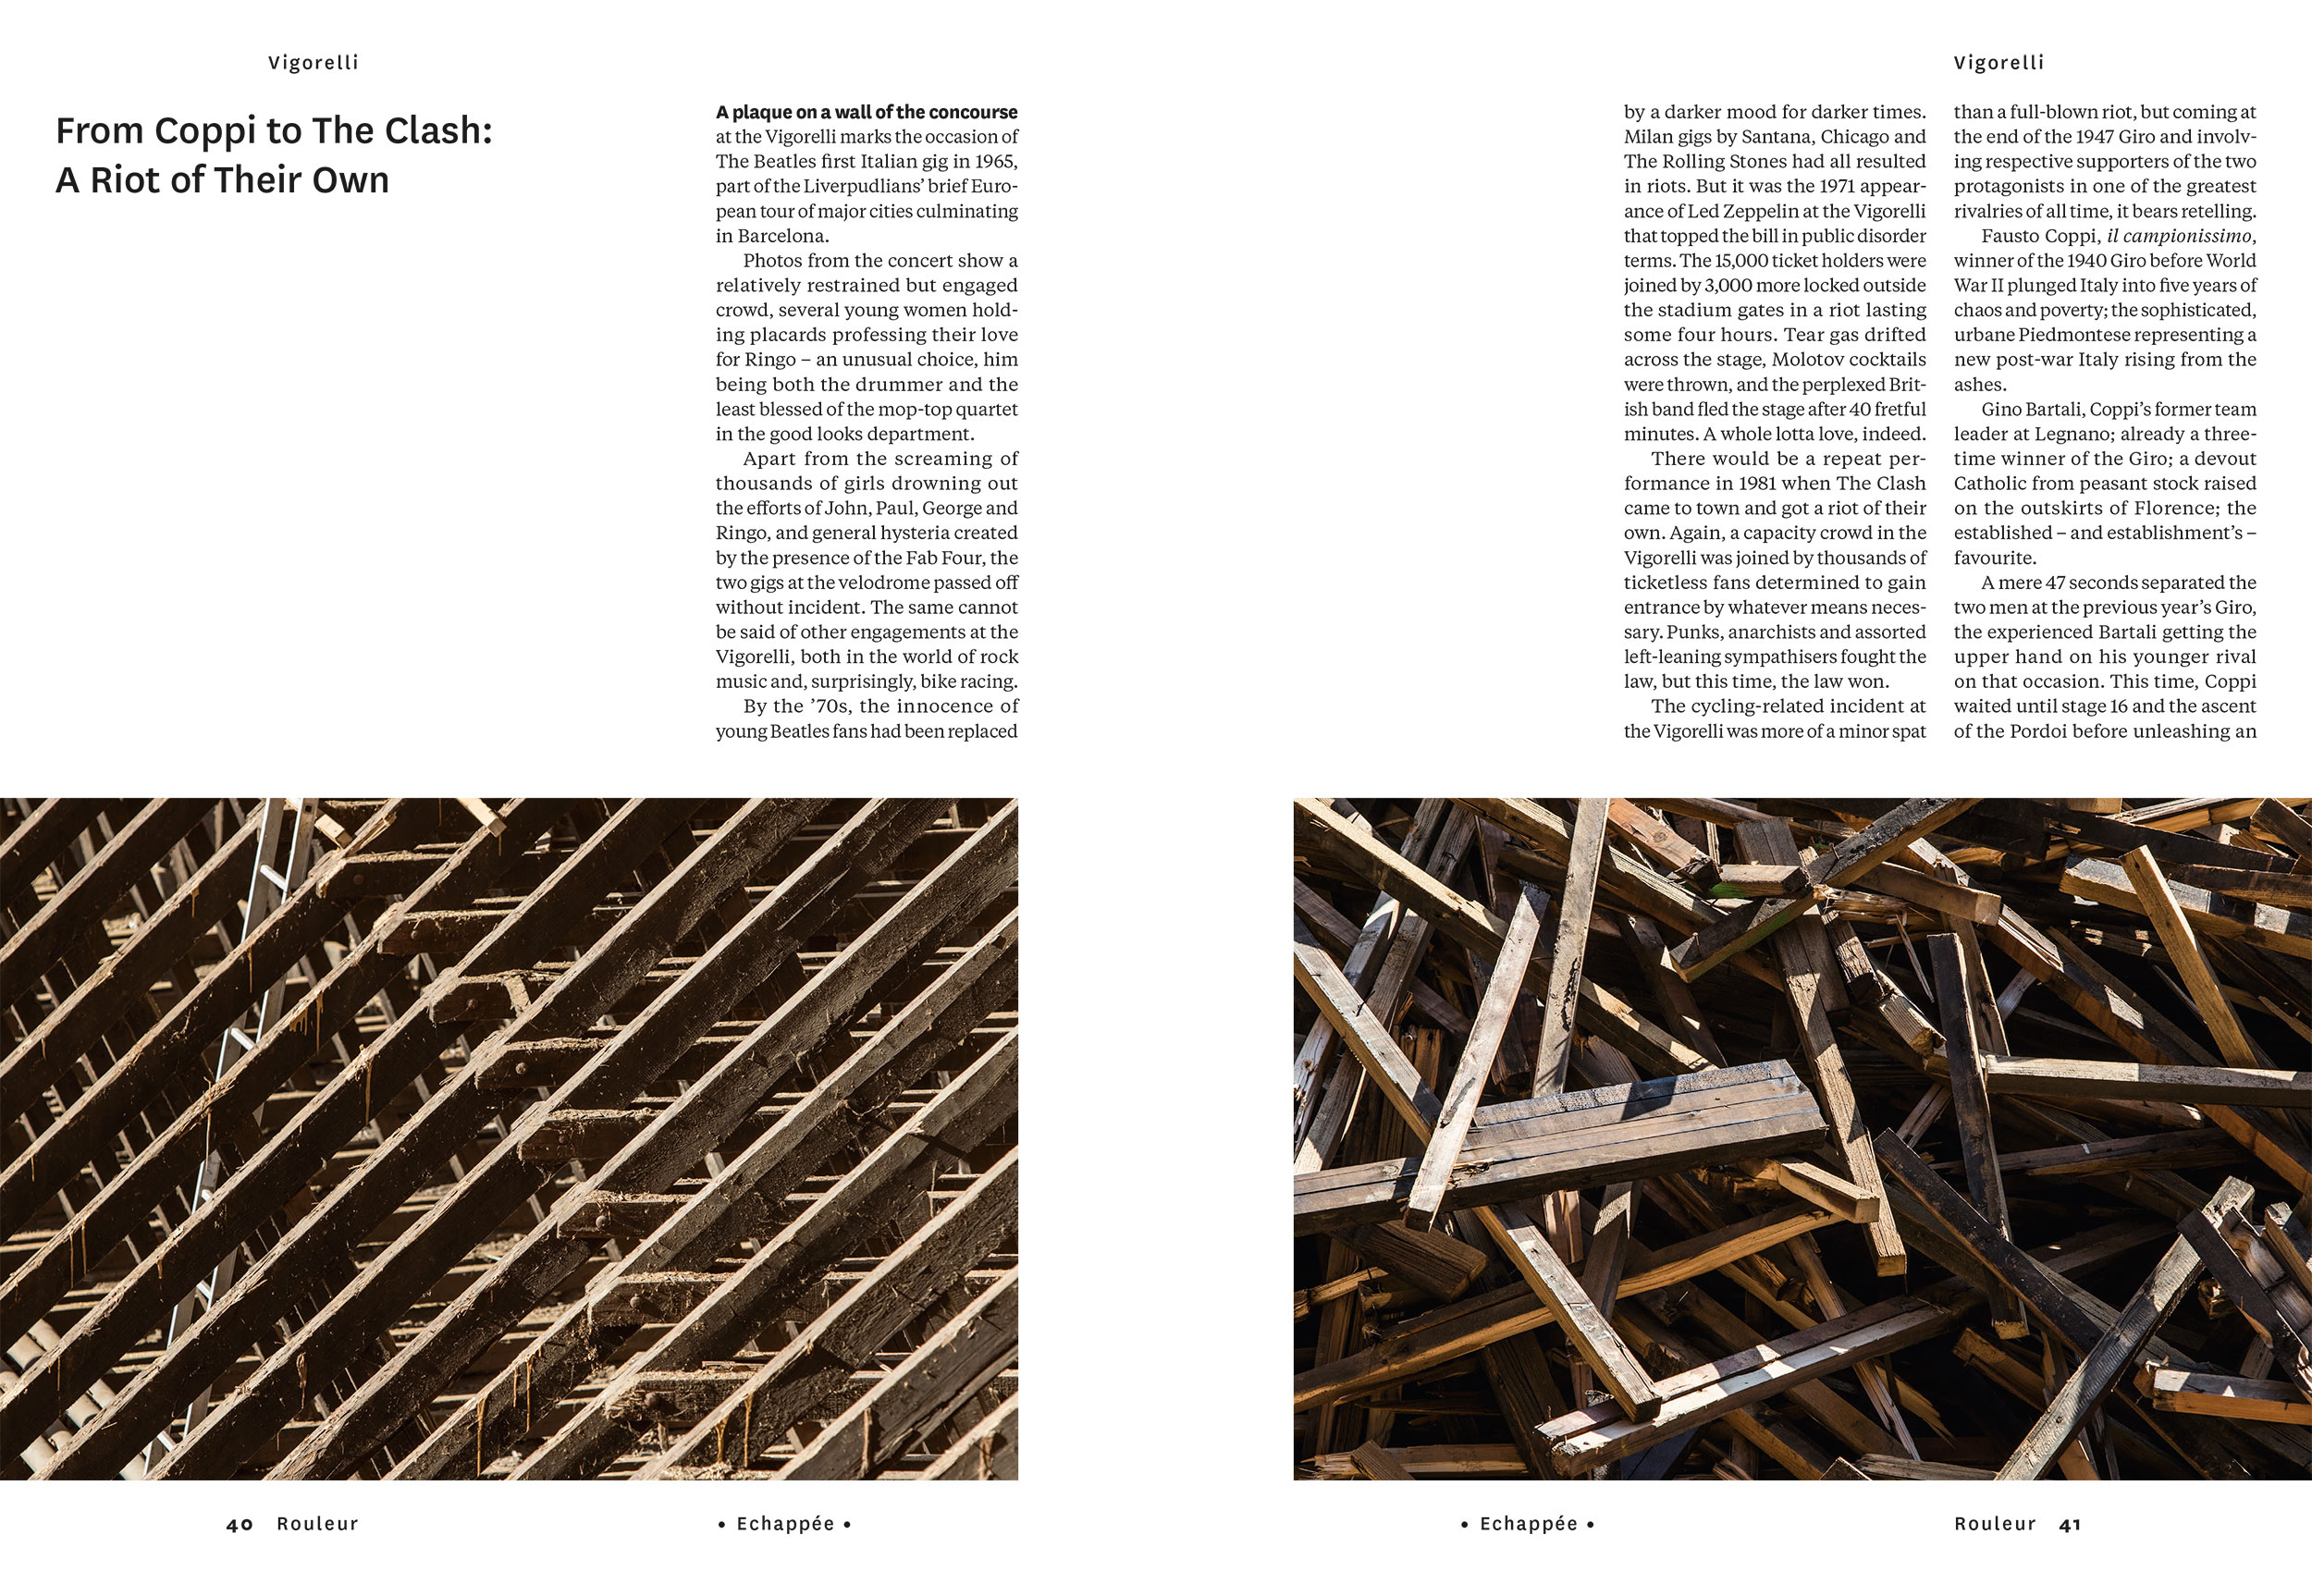 Vigorelli
From Coppi to The Clash:
A Riot of Their Own
A plaque on a wall of the concourse
at the Vigorelli marks the occasion of
The Beatles first Italian gig in 1965,
part of the Liverpudlians’ brief Euro-
pean tour of major cities culminating
in Barcelona.
Photos from the concert show a
relatively restrained but engaged
crowd, several young women hold-
ing placards professing their love
for Ringo – an unusual choice, him
being both the drummer and the
least blessed of the mop-top quartet
in the good looks department.
Apart from the screaming of
thousands of girls drowning out
the efforts of John, Paul, George and
Ringo, and general hysteria created
by the presence of the Fab Four, the
two gigs at the velodrome passed off
without incident. The same cannot
be said of other engagements at the
Vigorelli, both in the world of rock
music and, surprisingly, bike racing.
By the ’70s, the innocence of
young Beatles fans had been replaced
40 Rouleur
• Echappée •
Vigorelli
by a darker mood for darker times.
Milan gigs by Santana, Chicago and
The Rolling Stones had all resulted
in riots. But it was the 1971 appear-
ance of Led Zeppelin at the Vigorelli
that topped the bill in public disorder
terms. The 15,000 ticket holders were
joined by 3,000 more locked outside
the stadium gates in a riot lasting
some four hours. Tear gas drifted
across the stage, Molotov cocktails
were thrown, and the perplexed Brit-
ish band fled the stage after 40 fretful
minutes. A whole lotta love, indeed.
There would be a repeat per-
formance in 1981 when The Clash
came to town and got a riot of their
own. Again, a capacity crowd in the
Vigorelli was joined by thousands of
ticketless fans determined to gain
entrance by whatever means neces-
sary. Punks, anarchists and assorted
left-leaning sympathisers fought the
law, but this time, the law won.
The cycling-related incident at
the Vigorelli was more of a minor spat
than a full-blown riot, but coming at
the end of the 1947 Giro and involv-
ing respective supporters of the two
protagonists in one of the greatest
rivalries of all time, it bears retelling.
Fausto Coppi, il campionissimo,
winner of the 1940 Giro before World
War II plunged Italy into five years of
chaos and poverty; the sophisticated,
urbane Piedmontese representing a
new post-war Italy rising from the
ashes.
Gino Bartali, Coppi’s former team
leader at Legnano; already a three-
time winner of the Giro; a devout
Catholic from peasant stock raised
on the outskirts of Florence; the
established – and establishment’s –
favourite.
A mere 47 seconds separated the
two men at the previous year’s Giro,
the experienced Bartali getting the
upper hand on his younger rival
on that occasion. This time, Coppi
waited until stage 16 and the ascent
of the Pordoi before unleashing an
• Echappée •
Rouleur 41